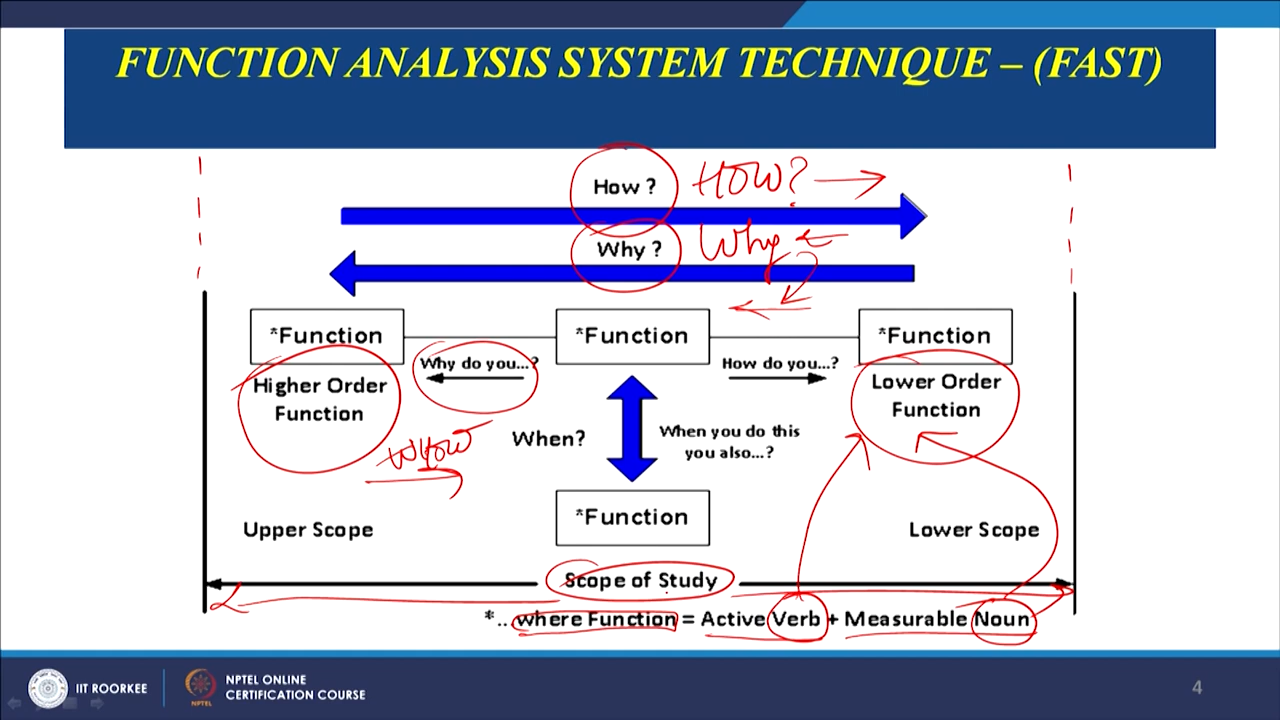 FUNCTION ANALYSIS SYSTEM TECHNIQUE – (FAST)
How ?
HOW?
Why ?
Why
*Function
*Function
*Function
Why do you...?
How do you...?
Higher Order
Function
Lower Order
Function
When?
When you do this
you also...?
*Function
Upper Scope
Lower Scope
Scope of Study
*.. where Function = Active Verb + Measurable Noun
IIT ROORKEE
NPTEL
NPTEL ONLINE
CERTIFICATION COURSE
4